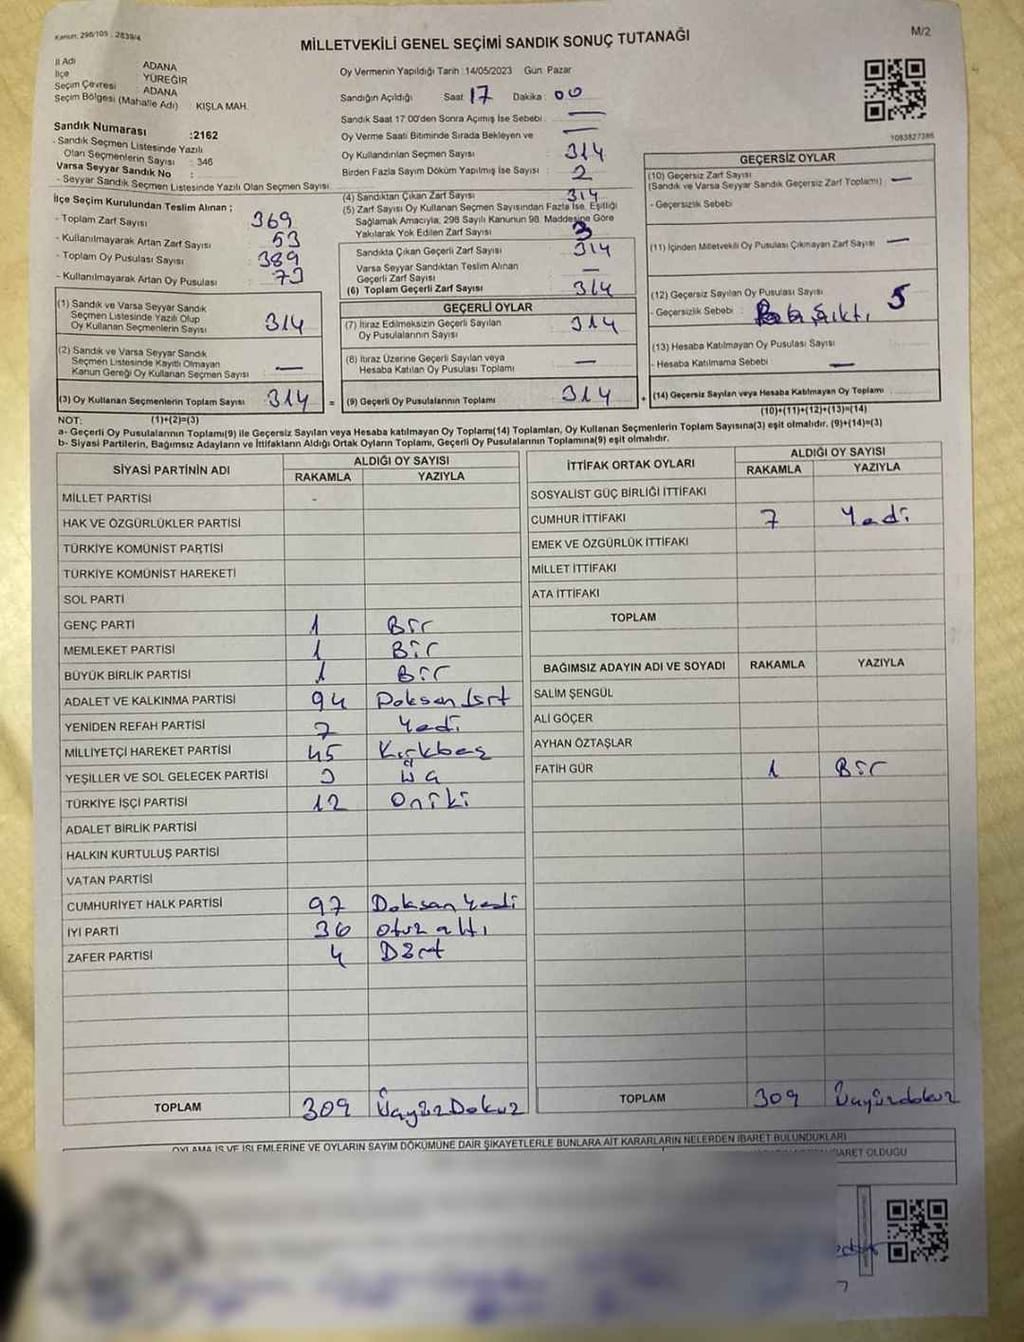 Kanun: 298/105 : 2839/4
MİLLETVEKİLİ GENEL SEÇİMİ SANDIK SONUÇ TUTANAĞI
M/2
İl Adı ADANA
İlçe YÜREĞİR
Seçim Çevresi ADANA
Seçim Bölgesi (Mahalle Adı) KIŞLA MAH.
Sandık Numarası :2162
- Sandık Seçmen Listesinde Yazılı
Olan Seçmenlerin Sayısı : 346
Varsa Seyyar Sandık No :
- Seyyar Sandık Seçmen Listesinde Yazılı Olan Seçmen Sayısı
İlçe Seçim Kurulundan Teslim Alınan ;
- Toplam Zarf Sayısı 369
- Kullanılmayarak Artan Zarf Sayısı 53
- Toplam Oy Pusulası Sayısı 389
- Kullanılmayarak Artan Oy Pusulası 73
(1) Sandık ve Varsa Seyyar Sandık
Seçmen Listesinde Yazılı Olup
Oy Kullanan Seçmenlerin Sayısı 314
(2) Sandık ve Varsa Seyyar Sandık
Seçmen Listesinde Kayıtlı Olmayan
Kanun Gereği Oy Kullanan Seçmen Sayısı —
(3) Oy Kullanan Seçmenlerin Toplam Sayısı 314 =
Oy Vermenin Yapıldığı Tarih :14/05/2023 Gün: Pazar
Sandığın Açıldığı Saat 17 Dakika : 00
Sandık Saat 17:00'den Sonra Açımış İse Sebebi : —
Oy Verme Saati Bitiminde Sırada Bekleyen ve —
Oy Kullandırılan Seçmen Sayısı 314
Birden Fazla Sayım Döküm Yapılmış İse Sayısı : 2
(4) Sandıktan Çıkan Zarf Sayısı 314
(5) Zarf Sayısı Oy Kullanan Seçmen Sayısından Fazla İse, Eşitliği
Sağlamak Amacıyla, 298 Sayılı Kanunun 98. Maddesine Göre
Yakılarak Yok Edilen Zarf Sayısı
Sandıkta Çıkan Geçerli Zarf Sayısı 314
Varsa Seyyar Sandıktan Teslim Alınan
Geçerli Zarf Sayısı —
(6) Toplam Geçerli Zarf Sayısı 314
GEÇERLİ OYLAR
(7) İtiraz Edilmeksizin Geçerli Sayılan
Oy Pusulalarının Sayısı 314
(8) İtiraz Üzerine Geçerli Sayılan veya
Hesaba Katılan Oy Pusulası Toplamı —
(9) Geçerli Oy Pusulalarının Toplamı 314 +
1083827386
GEÇERSİZ OYLAR
(10) Geçersiz Zarf Sayısı
(Sandık ve Varsa Seyyar Sandık Geçersiz Zarf Toplamı) —
- Geçersizlik Sebebi
(11) İçinden Milletvekili Oy Pusulası Çıkmayan Zarf Sayısı —
(12) Geçersiz Sayılan Oy Pusulası Sayısı 5
- Geçersizlik Sebebi :
(13) Hesaba Katılmayan Oy Pusulası Sayısı
- Hesaba Katılmama Sebebi : —
(14) Geçersiz Sayılan veya Hesaba Katılmayan Oy Toplamı
NOT: (1)+(2)=(3) (10)+(11)+(12)+(13)=(14)
a- Geçerli Oy Pusulalarının Toplamı(9) ile Geçersiz Sayılan veya Hesaba katılmayan Oy Toplamı(14) Toplamları, Oy Kullanan Seçmenlerin Toplam Sayısına(3) eşit olmalıdır. (9)+(14)=(3)
b- Siyasi Partilerin, Bağımsız Adayların ve İttifakların Aldığı Ortak Oyların Toplamı, Geçerli Oy Pusulalarının Toplamına(9) eşit olmalıdır.
SİYASİ PARTİNİN ADI ALDIĞI OY SAYISI
RAKAMLA YAZIYLA
MİLLET PARTİSİ -
HAK VE ÖZGÜRLÜKLER PARTİSİ
TÜRKİYE KOMÜNİST PARTİSİ
TÜRKİYE KOMÜNİST HAREKETİ
SOL PARTİ
GENÇ PARTİ 1 Bir
MEMLEKET PARTİSİ 1 Bir
BÜYÜK BİRLİK PARTİSİ 1 Bir
ADALET VE KALKINMA PARTİSİ 94 Doksan
YENİDEN REFAH PARTİSİ 7 Yedi
MİLLİYETÇİ HAREKET PARTİSİ 45 Kırkbeş
YEŞİLLER VE SOL GELECEK PARTİSİ 3 Üç
TÜRKİYE İŞÇİ PARTİSİ 12 Oniki
ADALET BİRLİK PARTİSİ
HALKIN KURTULUŞ PARTİSİ
VATAN PARTİSİ
CUMHURİYET HALK PARTİSİ 97 Doksan Yedi
İYİ PARTİ 36 otuz altı
ZAFER PARTİSİ 4 Dört
TOPLAM 309 ÜçyüzDokuz
İTTİFAK ORTAK OYLARI ALDIĞI OY SAYISI
RAKAMLA YAZIYLA
SOSYALİST GÜÇ BİRLİĞİ İTTİFAKI
CUMHUR İTTİFAKI 7 Yedi
EMEK VE ÖZGÜRLÜK İTTİFAKI
MİLLET İTTİFAKI
ATA İTTİFAKI
TOPLAM
BAĞIMSIZ ADAYIN ADI VE SOYADI RAKAMLA YAZIYLA
SALİM ŞENGÜL
ALİ GÖÇER
AYHAN ÖZTAŞLAR
FATİH GÜR 1 Bir
TOPLAM 309 Üçyüzdokuz
OYLAMA İŞ VE İŞLEMLERİNE VE OYLARIN SAYIM DÖKÜMÜNE DAİR ŞİKAYETLERLE BUNLARA AİT KARARLARIN NELERDEN İBARET BULUNDUKLARI
BARET OLDUĞU